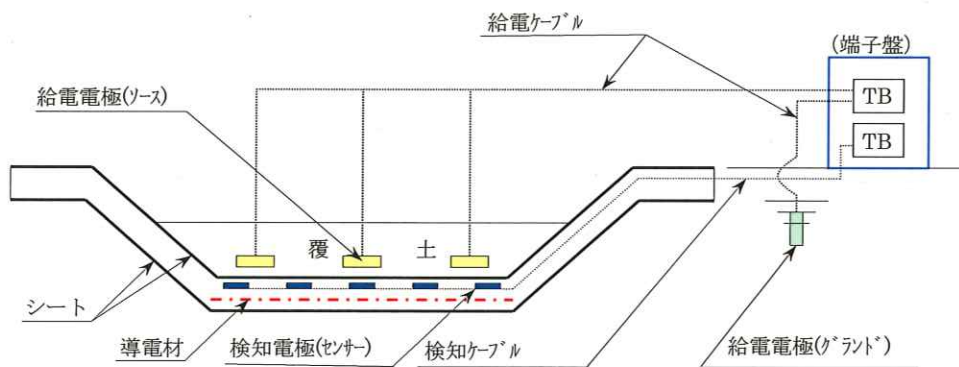 給電ケーブル
(端子盤)
給電電極(ソース)
TB
TB
覆 土
シート
導電材
検知電極(センサー)
検知ケーブル
給電電極(グランド)